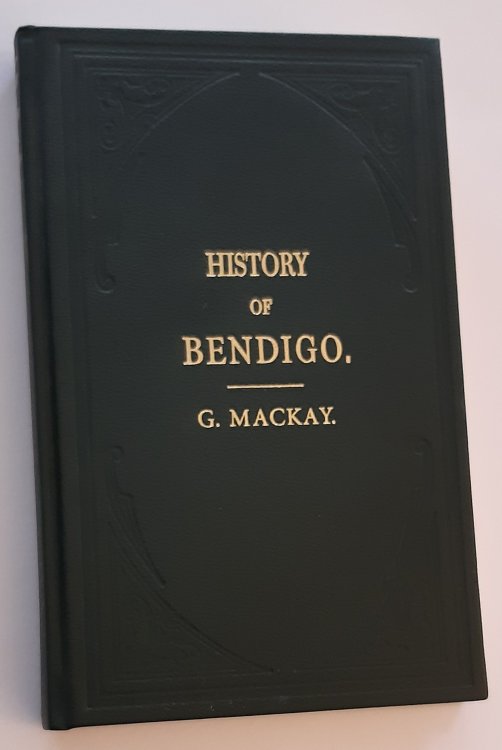 HISTORY
OF
BENDIGO.
G. MACKAY.